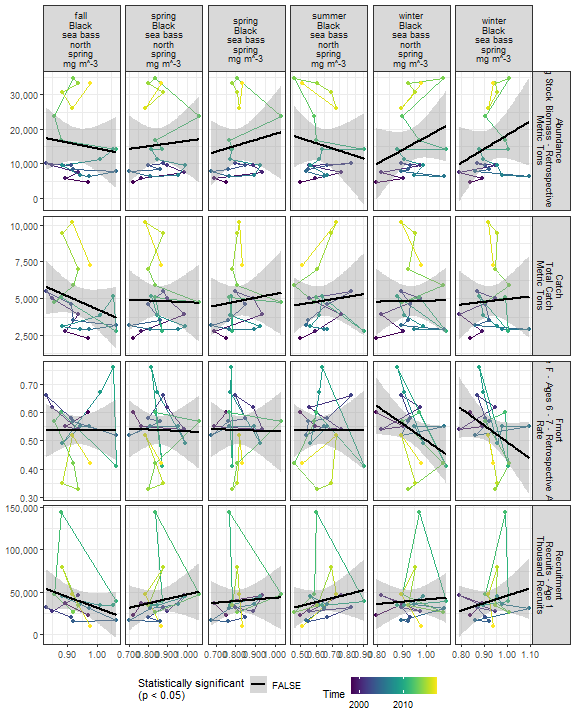 fall
Black
sea bass
north
spring
mg m^-3
spring
Black
sea bass
north
spring
mg m^-3
spring
Black
sea bass
spring
mg m^-3
summer
Black
sea bass
north
spring
mg m^-3
winter
Black
sea bass
north
spring
mg m^-3
winter
Black
sea bass
spring
mg m^-3
30,000
20,000
10,000
0
Abundance
Stock Biomass - Retrospective
Metric Tons
10,000
7,500
5,000
2,500
Catch
Total Catch
Metric Tons
0.70
0.60
0.50
0.40
0.30
Fmort
F - Ages 6 - 7 - Retrospective A
Rate
150,000
100,000
50,000
0
Recruitment
Recruits - Age 1
Thousand Recruits
0.90 1.00
0.700 0.800 0.900 1.000
0.700 0.800 0.900 1.000
0.50 0.60 0.70 0.80 0.90
0.80 0.90 1.00
0.80 0.90 1.00 1.10
Statistically significant
(p < 0.05)
FALSE
Time
2000 2010